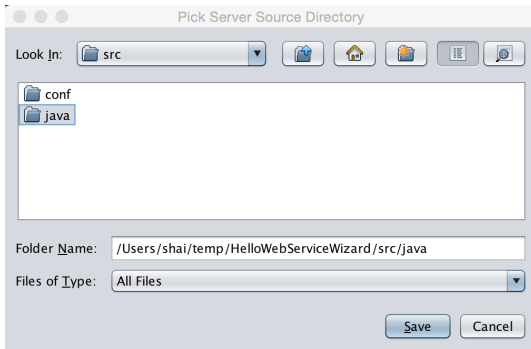 Pick Server Source Directory
Look In: src
conf
java
Folder Name: /Users/shai/temp/HelloWebServiceWizard/src/java
Files of Type: All Files
Save Cancel